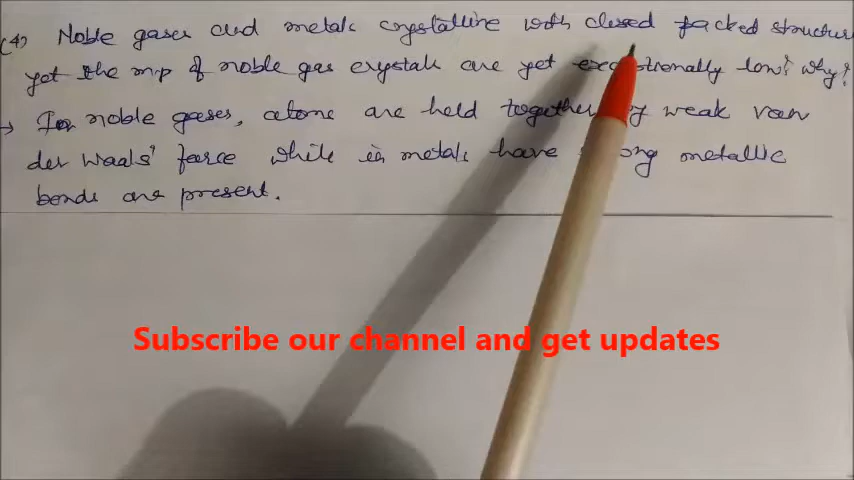 (4) Noble gases and metals crystalline with closed packed structure
yet the m.p of noble gas crystals are yet exceptionally low? why?
→ In noble gases, atoms are held together by weak van
der Waals' force while in metals have strong metallic
bonds are present.
Subscribe our channel and get updates